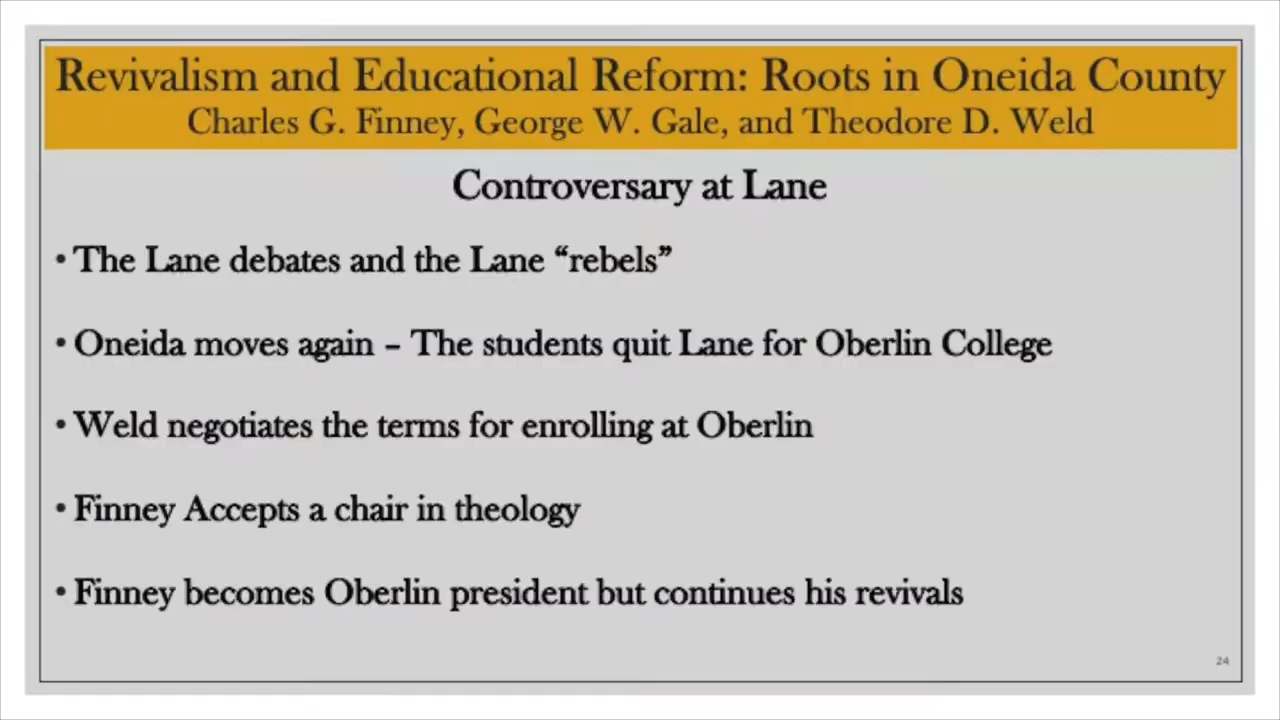 Revivalism and Educational Reform: Roots in Oneida County
Charles G. Finney, George W. Gale, and Theodore D. Weld
Controversary at Lane
• The Lane debates and the Lane “rebels”
• Oneida moves again – The students quit Lane for Oberlin College
• Weld negotiates the terms for enrolling at Oberlin
• Finney Accepts a chair in theology
• Finney becomes Oberlin president but continues his revivals
24